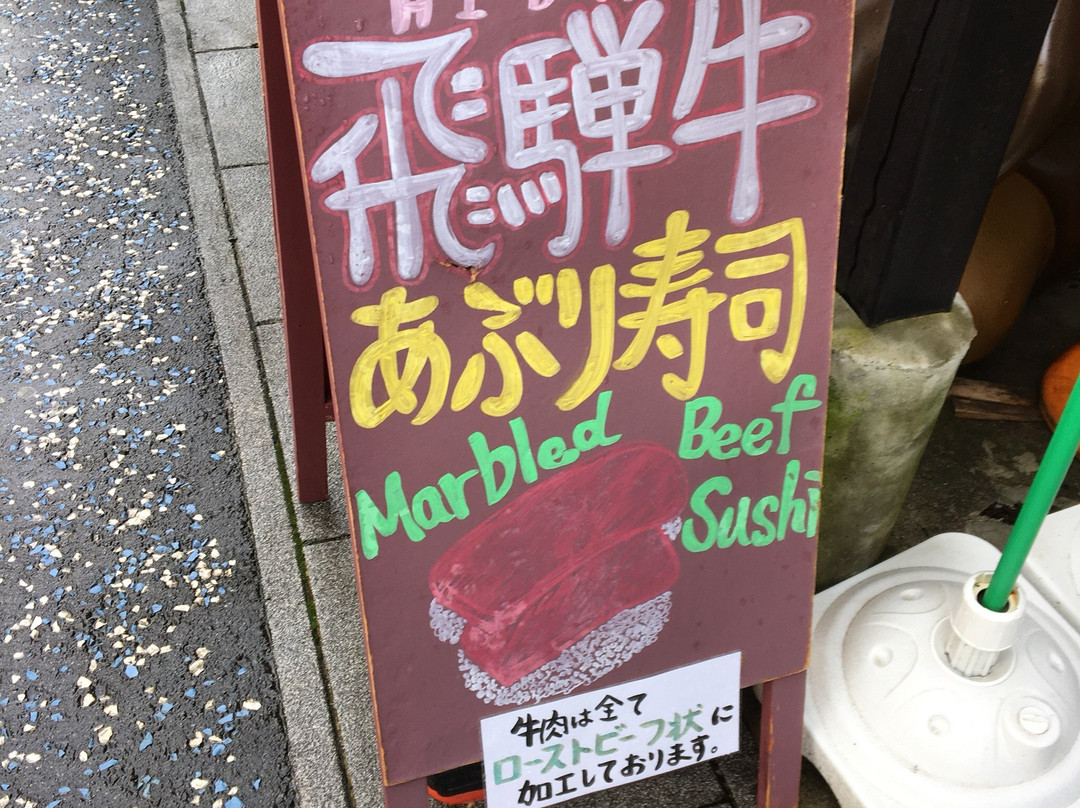 飛騨牛
あぶり寿司
Marbled Beef
Sushi
牛肉は全て
ローストビーフ状に
加工しております。